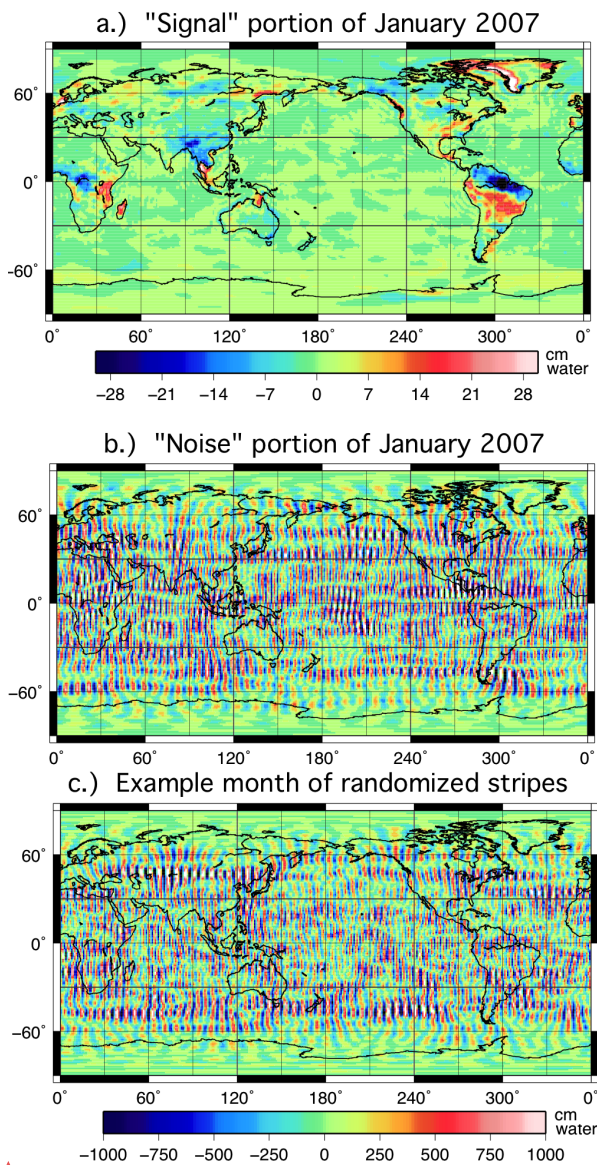 a.) "Signal" portion of January 2007
60°
0°
−60°
0° 60° 120° 180° 240° 300° 0°
cm
water
−28 −21 −14 −7 0 7 14 21 28
b.) "Noise" portion of January 2007
60°
0°
−60°
0° 60° 120° 180° 240° 300° 0°
c.) Example month of randomized stripes
60°
0°
−60°
0° 60° 120° 180° 240° 300° 0°
cm
water
−1000 −750 −500 −250 0 250 500 750 1000